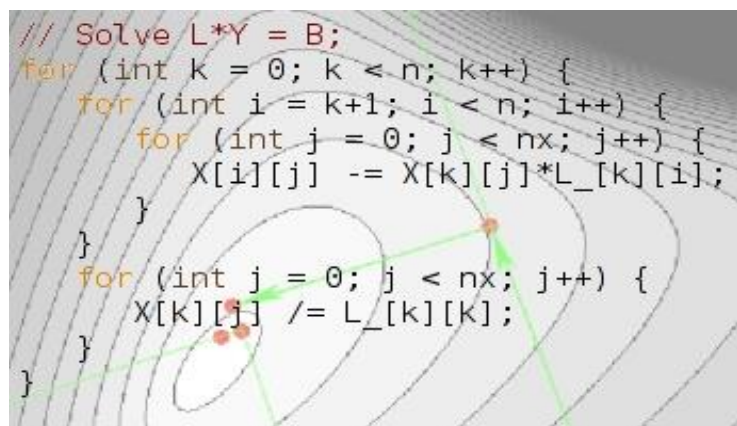 // Solve L*Y = B;
for (int k = 0; k < n; k++) {
for (int i = k+1; i < n; i++) {
for (int j = 0; j < nx; j++) {
X[i][j] -= X[k][j]*L_[k][i];
}
}
for (int j = 0; j < nx; j++) {
X[k][j] /= L_[k][k];
}
}